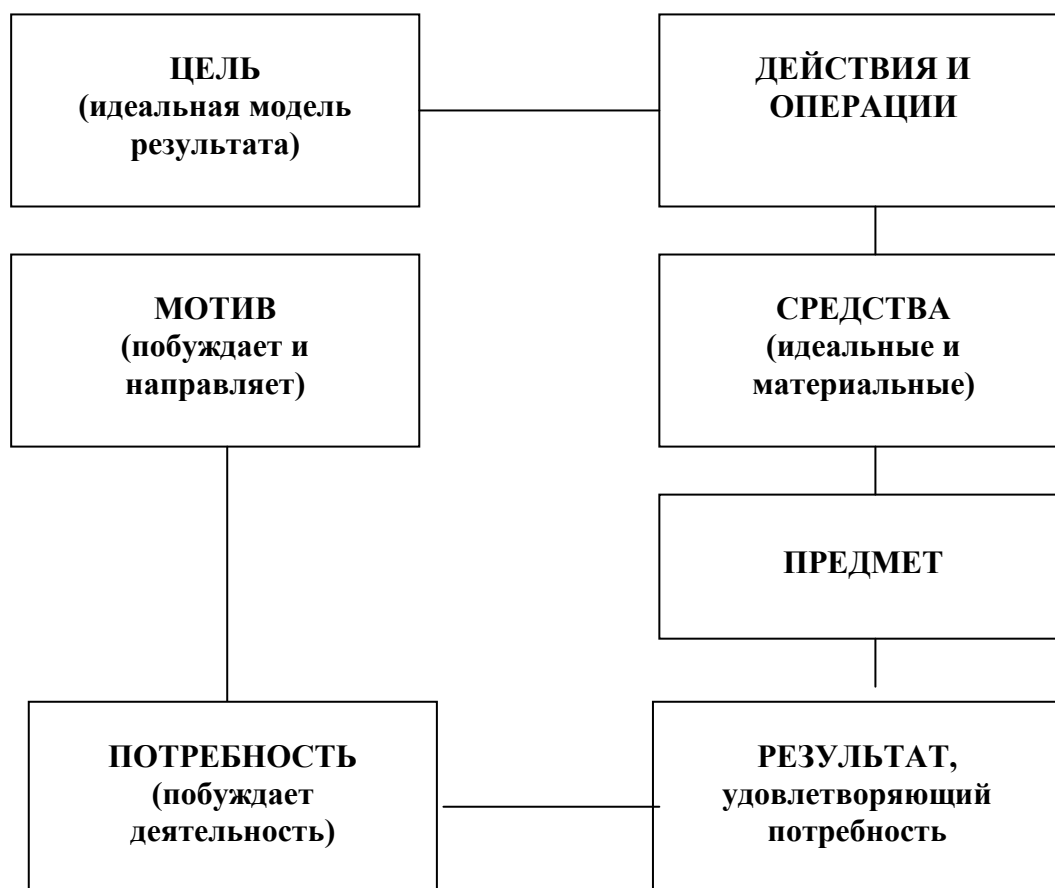 ЦЕЛЬ
(идеальная модель
результата)
ДЕЙСТВИЯ И
ОПЕРАЦИИ
МОТИВ
(побуждает и
направляет)
СРЕДСТВА
(идеальные и
материальные)
ПРЕДМЕТ
ПОТРЕБНОСТЬ
(побуждает
деятельность)
РЕЗУЛЬТАТ,
удовлетворяющий
потребность